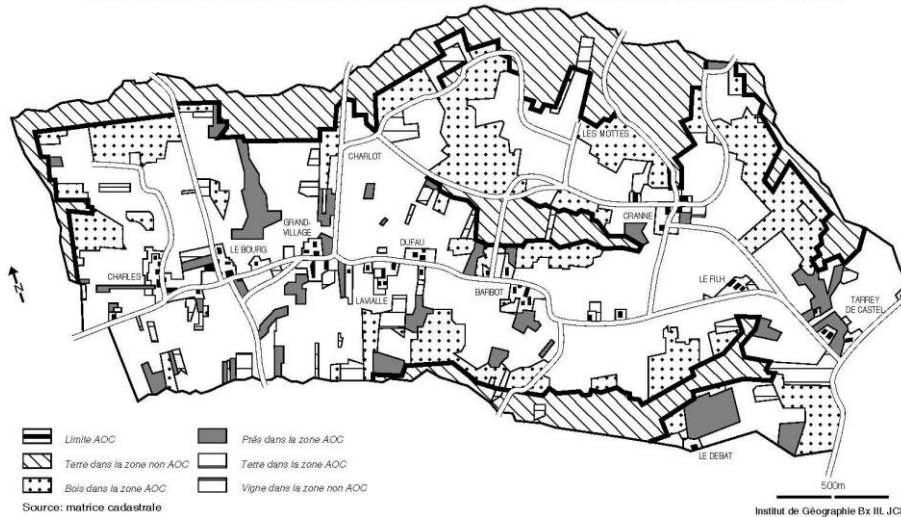 LES MOTTES
CHARLOT
CRANNE
GRAND-
VILLAGE
DUFAU
LE BOURG
CHARLES
LAVIALLE
BARBOT
LE FILH
TARREY
DE CASTEL
N
LE DEBAT
Limite AOC
Prés dans la zone AOC
Terre dans la zone non AOC
Terre dans la zone AOC
Bois dans la zone AOC
Vigne dans la zone non AOC
Source: matrice cadastrale
500m
Institut de Géographie Bx III.